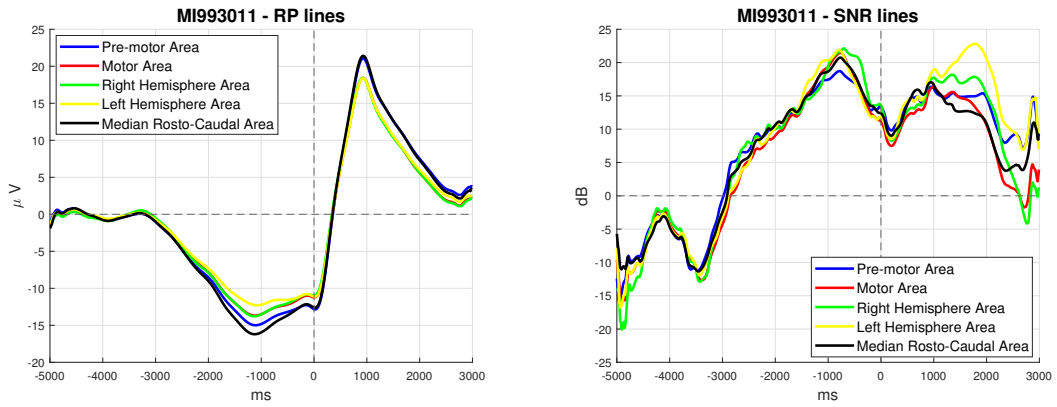 MI993011 - RP lines
25
20
15
10
5
0
-5
-10
-15
-20
μ V
-5000 -4000 -3000 -2000 -1000 0 1000 2000 3000
ms
Pre-motor Area
Motor Area
Right Hemisphere Area
Left Hemisphere Area
Median Rosto-Caudal Area
MI993011 - SNR lines
25
20
15
10
5
0
-5
-10
-15
-20
-25
dB
-5000 -4000 -3000 -2000 -1000 0 1000 2000 3000
ms
Pre-motor Area
Motor Area
Right Hemisphere Area
Left Hemisphere Area
Median Rosto-Caudal Area